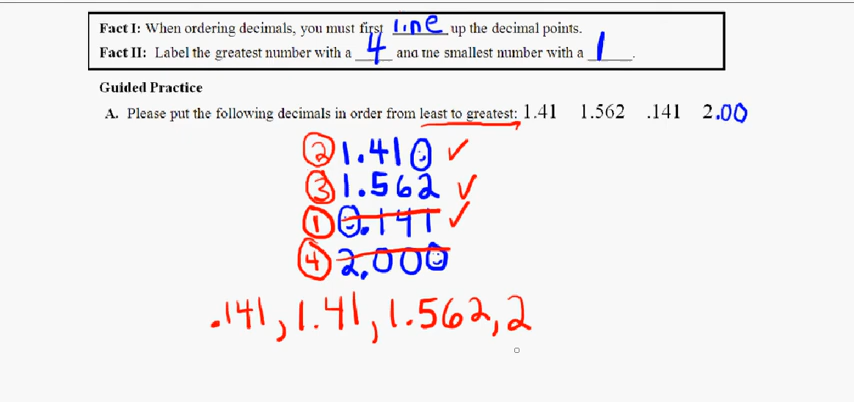 Fact I: When ordering decimals, you must first line up the decimal points.
Fact II: Label the greatest number with a 4 and the smallest number with a 1.
Guided Practice
A. Please put the following decimals in order from least to greatest: 1.41 1.562 .141 2.00
2 1.410 ✓
3 1.562 ✓
1 0.141 ✓
4 2.000
.141, 1.41, 1.562, 2